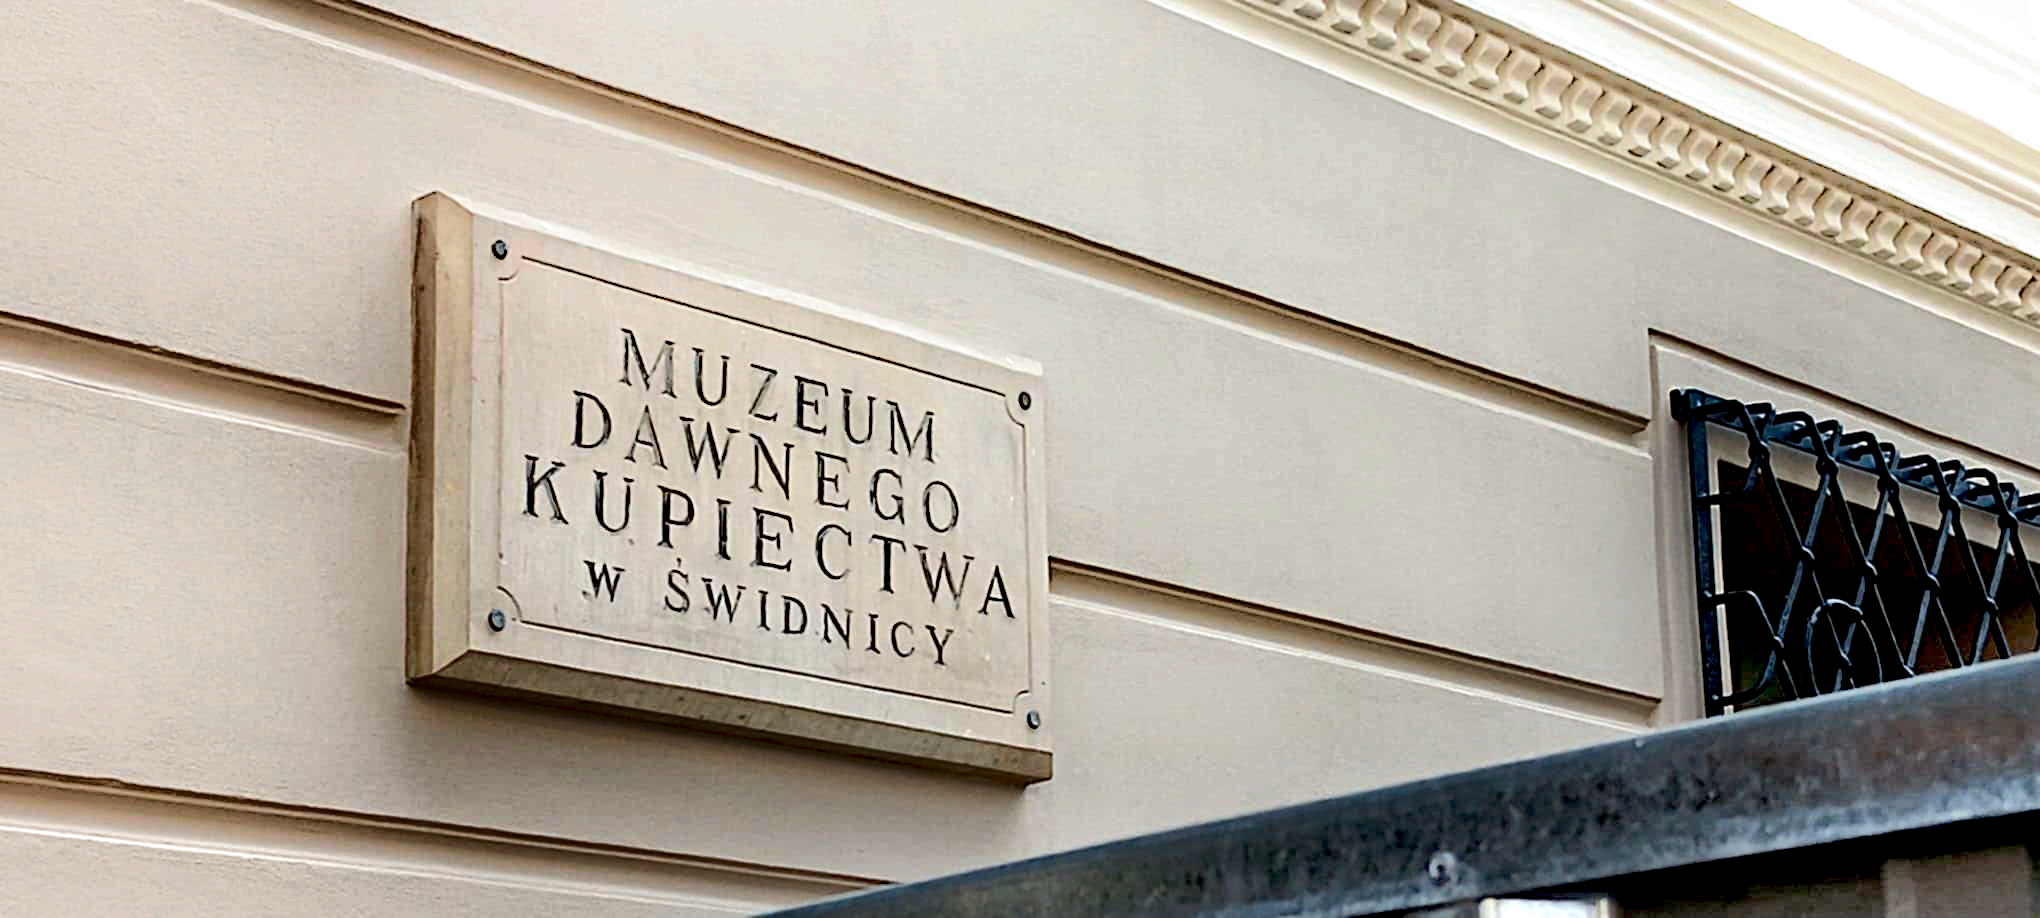 MUZEUM
DAWNEGO
KUPIECTWA
W ŚWIDNICY